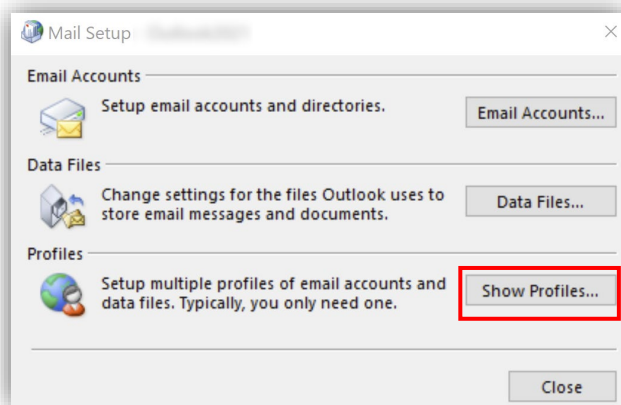 Mail Setup
Email Accounts
Setup email accounts and directories.
Email Accounts...
Data Files
Change settings for the files Outlook uses to
store email messages and documents.
Data Files...
Profiles
Setup multiple profiles of email accounts and
data files. Typically, you only need one.
Show Profiles...
Close